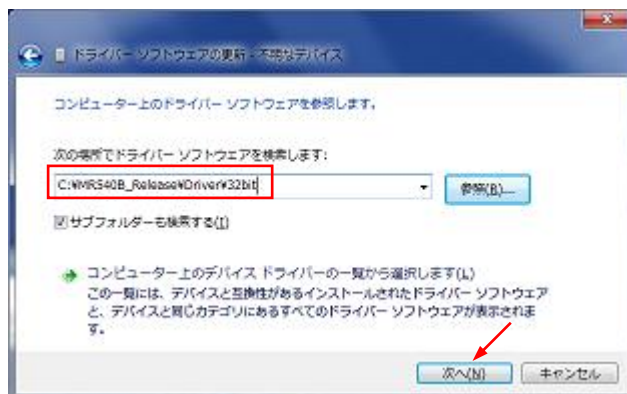 ドライバー ソフトウェアの更新 - 不明なデバイス
コンピューター上のドライバー ソフトウェアを参照します。
次の場所でドライバー ソフトウェアを検索します:
C:¥MR540B_Release¥Driver¥32bit
参照(R)...
サブフォルダーも検索する(I)
コンピューター上のデバイス ドライバーの一覧から選択します(L)
この一覧には、デバイスと互換性があるインストールされたドライバー ソフトウェア
と、デバイスと同じカテゴリにあるすべてのドライバー ソフトウェアが表示されま
す。
次へ(N)
キャンセル